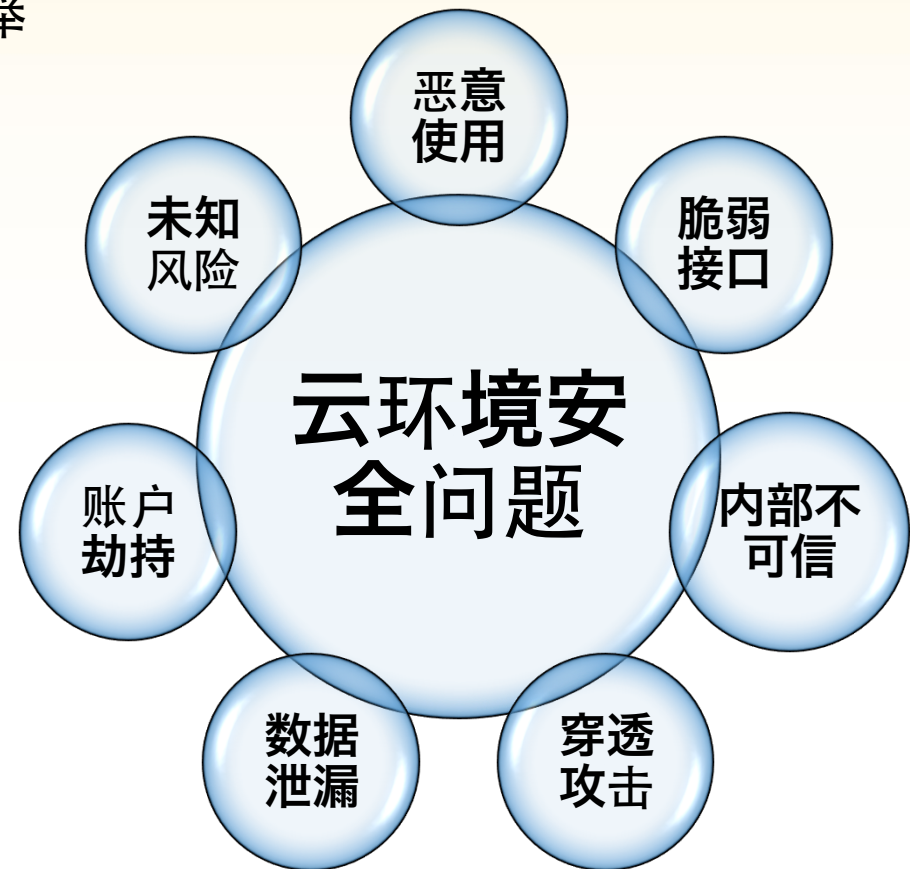 举
恶意
使用
脆弱
接口
内部不
可信
穿透
攻击
数据
泄漏
账户
劫持
未知
风险
云环境安
全问题